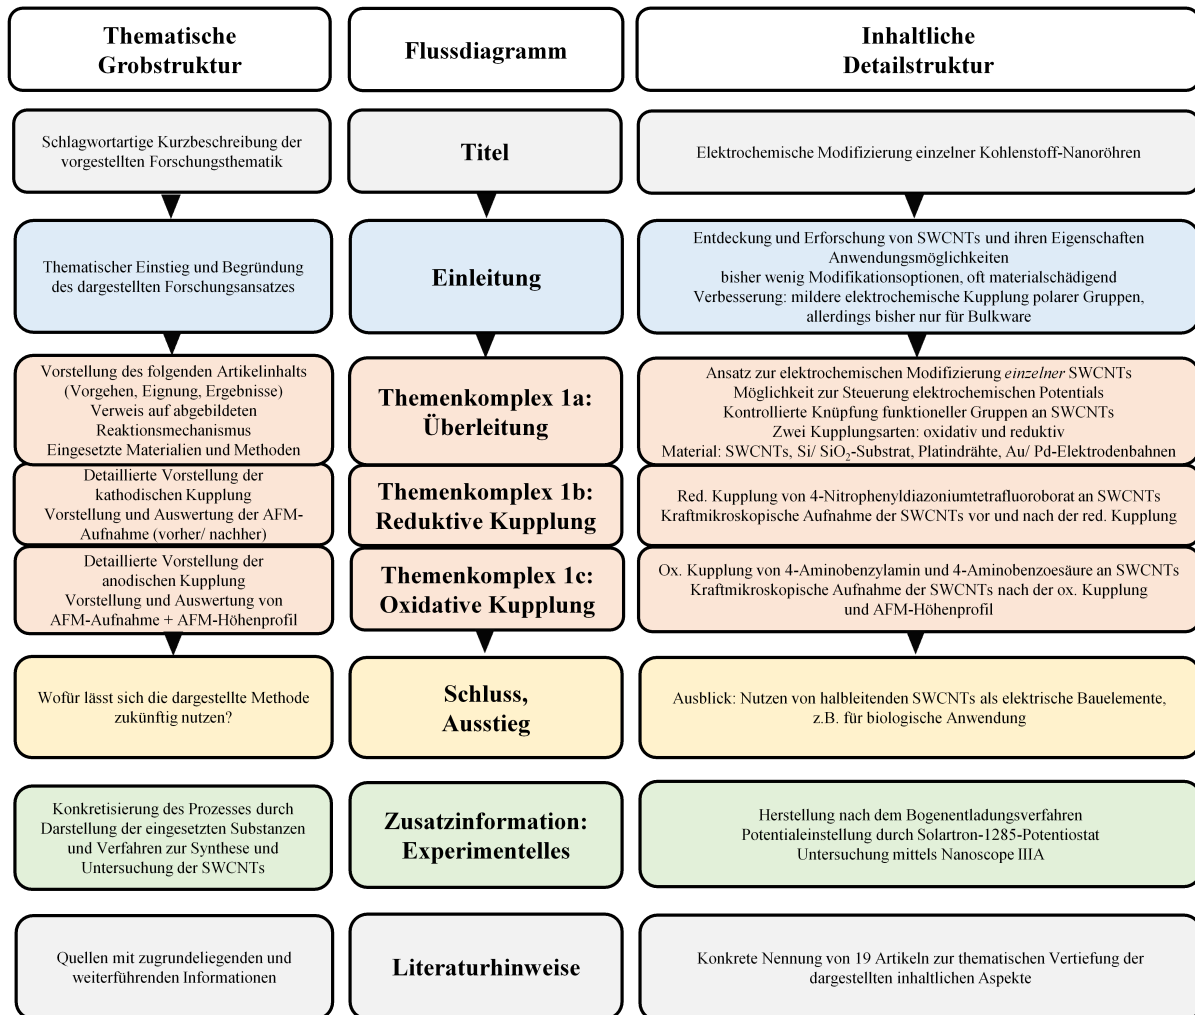 Thematische
Grobstruktur
Flussdiagramm
Inhaltliche
Detailstruktur
Schlagwortartige Kurzbeschreibung der
vorgestellten Forschungsthematik
Titel
Elektrochemische Modifizierung einzelner Kohlenstoff-Nanoröhren
Thematischer Einstieg und Begründung
des dargestellten Forschungsansatzes
Einleitung
Entdeckung und Erforschung von SWCNTs und ihren Eigenschaften
Anwendungsmöglichkeiten
bisher wenig Modifikationsoptionen, oft materialschädigend
Verbesserung: mildere elektrochemische Kupplung polarer Gruppen,
allerdings bisher nur für Bulkware
Vorstellung des folgenden Artikelinhalts
(Vorgehen, Eignung, Ergebnisse)
Verweis auf abgebildeten
Reaktionsmechanismus
Eingesetzte Materialien und Methoden
Themenkomplex 1a:
Überleitung
Ansatz zur elektrochemischen Modifizierung einzelner SWCNTs
Möglichkeit zur Steuerung elektrochemischen Potentials
Kontrollierte Knüpfung funktioneller Gruppen an SWCNTs
Zwei Kupplungsarten: oxidativ und reduktiv
Material: SWCNTs, Si/ SiO₂-Substrat, Platindrähte, Au/ Pd-Elektrodenbahnen
Detaillierte Vorstellung der
kathodischen Kupplung
Vorstellung und Auswertung der AFM-
Aufnahme (vorher/ nachher)
Themenkomplex 1b:
Reduktive Kupplung
Red. Kupplung von 4-Nitrophenyldiazoniumtetrafluoroborat an SWCNTs
Kraftmikroskopische Aufnahme der SWCNTs vor und nach der red. Kupplung
Detaillierte Vorstellung der
anodischen Kupplung
Vorstellung und Auswertung von
AFM-Aufnahme + AFM-Höhenprofil
Themenkomplex 1c:
Oxidative Kupplung
Ox. Kupplung von 4-Aminobenzylamin und 4-Aminobenzoesäure an SWCNTs
Kraftmikroskopische Aufnahme der SWCNTs nach der ox. Kupplung
und AFM-Höhenprofil
Wofür lässt sich die dargestellte Methode
zukünftig nutzen?
Schluss,
Ausstieg
Ausblick: Nutzen von halbleitenden SWCNTs als elektrische Bauelemente,
z.B. für biologische Anwendung
Konkretisierung des Prozesses durch
Darstellung der eingesetzten Substanzen
und Verfahren zur Synthese und
Untersuchung der SWCNTs
Zusatzinformation:
Experimentelles
Herstellung nach dem Bogenentladungsverfahren
Potentialeinstellung durch Solartron-1285-Potentiostat
Untersuchung mittels Nanoscope IIIA
Quellen mit zugrundeliegenden und
weiterführenden Informationen
Literaturhinweise
Konkrete Nennung von 19 Artikeln zur thematischen Vertiefung der
dargestellten inhaltlichen Aspekte